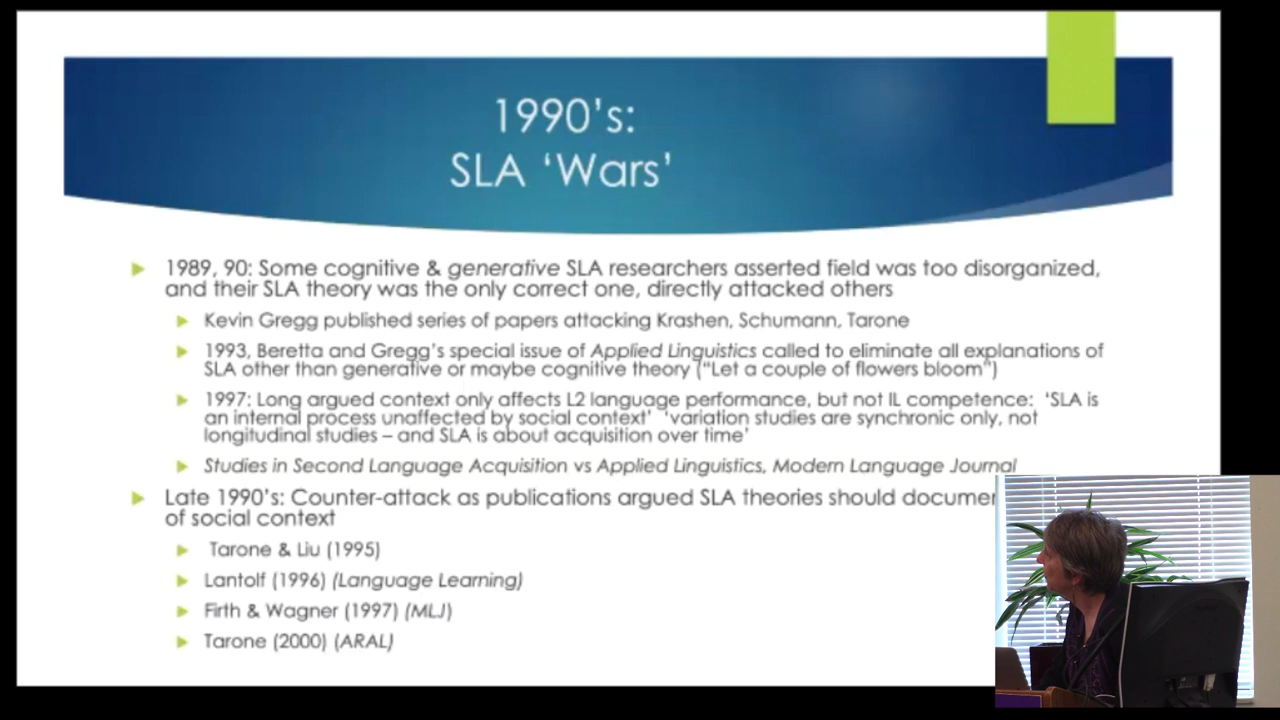 1990's:
SLA 'Wars'
1989, 90: Some cognitive & generative SLA researchers asserted field was too disorganized,
and their SLA theory was the only correct one, directly attacked others
Kevin Gregg published series of papers attacking Krashen, Schumann, Tarone
1993, Beretta and Gregg's special issue of Applied Linguistics called to eliminate all explanations of
SLA other than generative or maybe cognitive theory ("Let a couple of flowers bloom")
1997: Long argued context only affects L2 language performance, but not IL competence: 'SLA is
an internal process unaffected by social context' 'variation studies are synchronic only, not
longitudinal studies – and SLA is about acquisition over time'
Studies in Second Language Acquisition vs Applied Linguistics, Modern Language Journal
Late 1990's: Counter-attack as publications argued SLA theories should
of social context
Tarone & Liu (1995)
Lantolf (1996) (Language Learning)
Firth & Wagner (1997) (MLJ)
Tarone (2000) (ARAL)